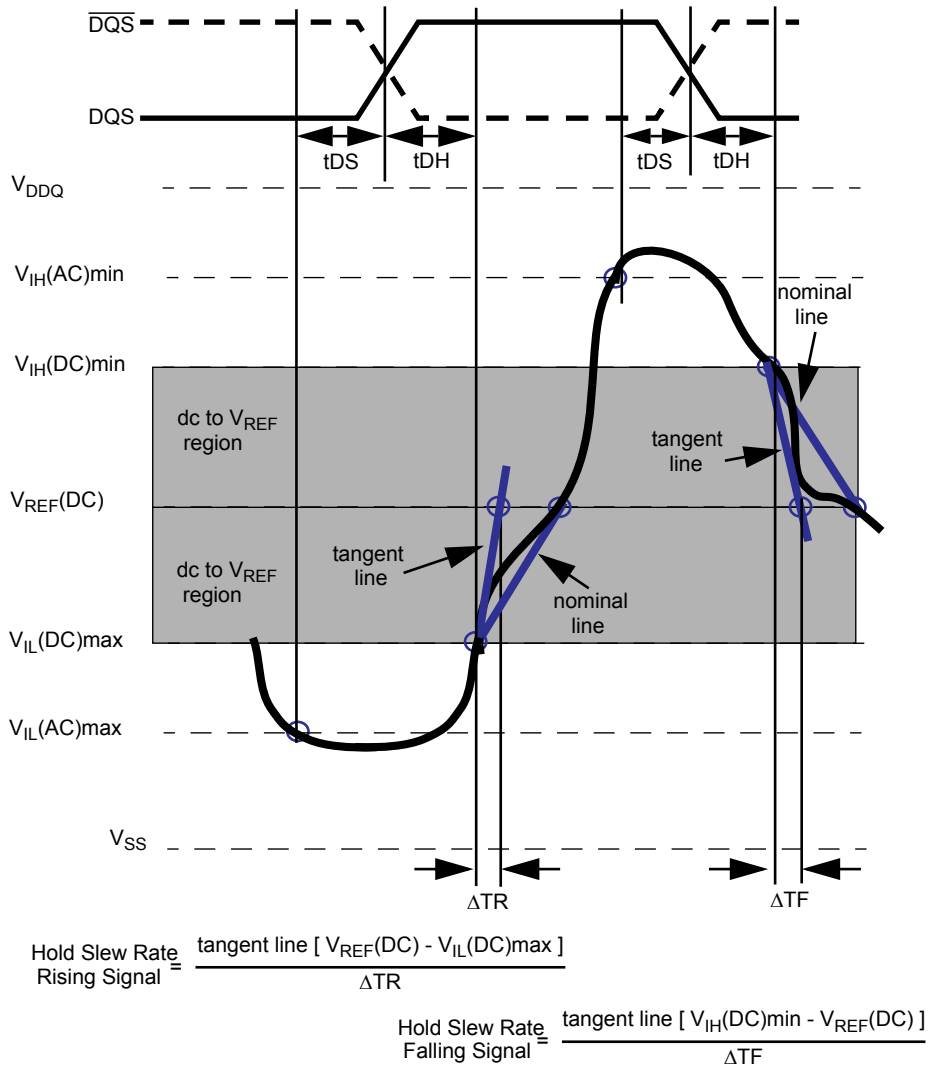 DQS
DQS
tDS
tDH
tDS
tDH
VDDQ
VIH(AC)min
nominal
line
VIH(DC)min
dc to VREF
region
tangent
line
VREF(DC)
tangent
line
dc to VREF
region
nominal
line
VIL(DC)max
VIL(AC)max
VSS
ΔTR
ΔTF
Hold Slew Rate
Rising Signal
=
tangent line [ VREF(DC) - VIL(DC)max ]
ΔTR
Hold Slew Rate
Falling Signal
=
tangent line [ VIH(DC)min - VREF(DC) ]
ΔTF